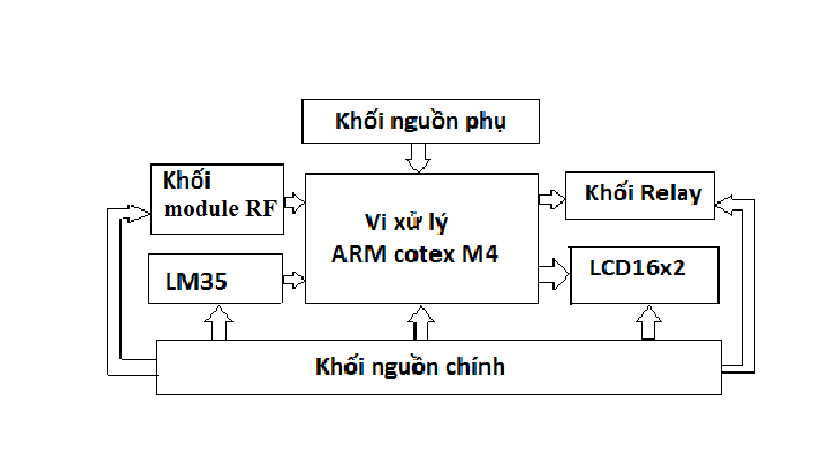 Khối nguồn phụ
Khối
module RF
Vi xử lý
ARM cotex M4
Khối Relay
LM35
LCD16x2
Khối nguồn chính